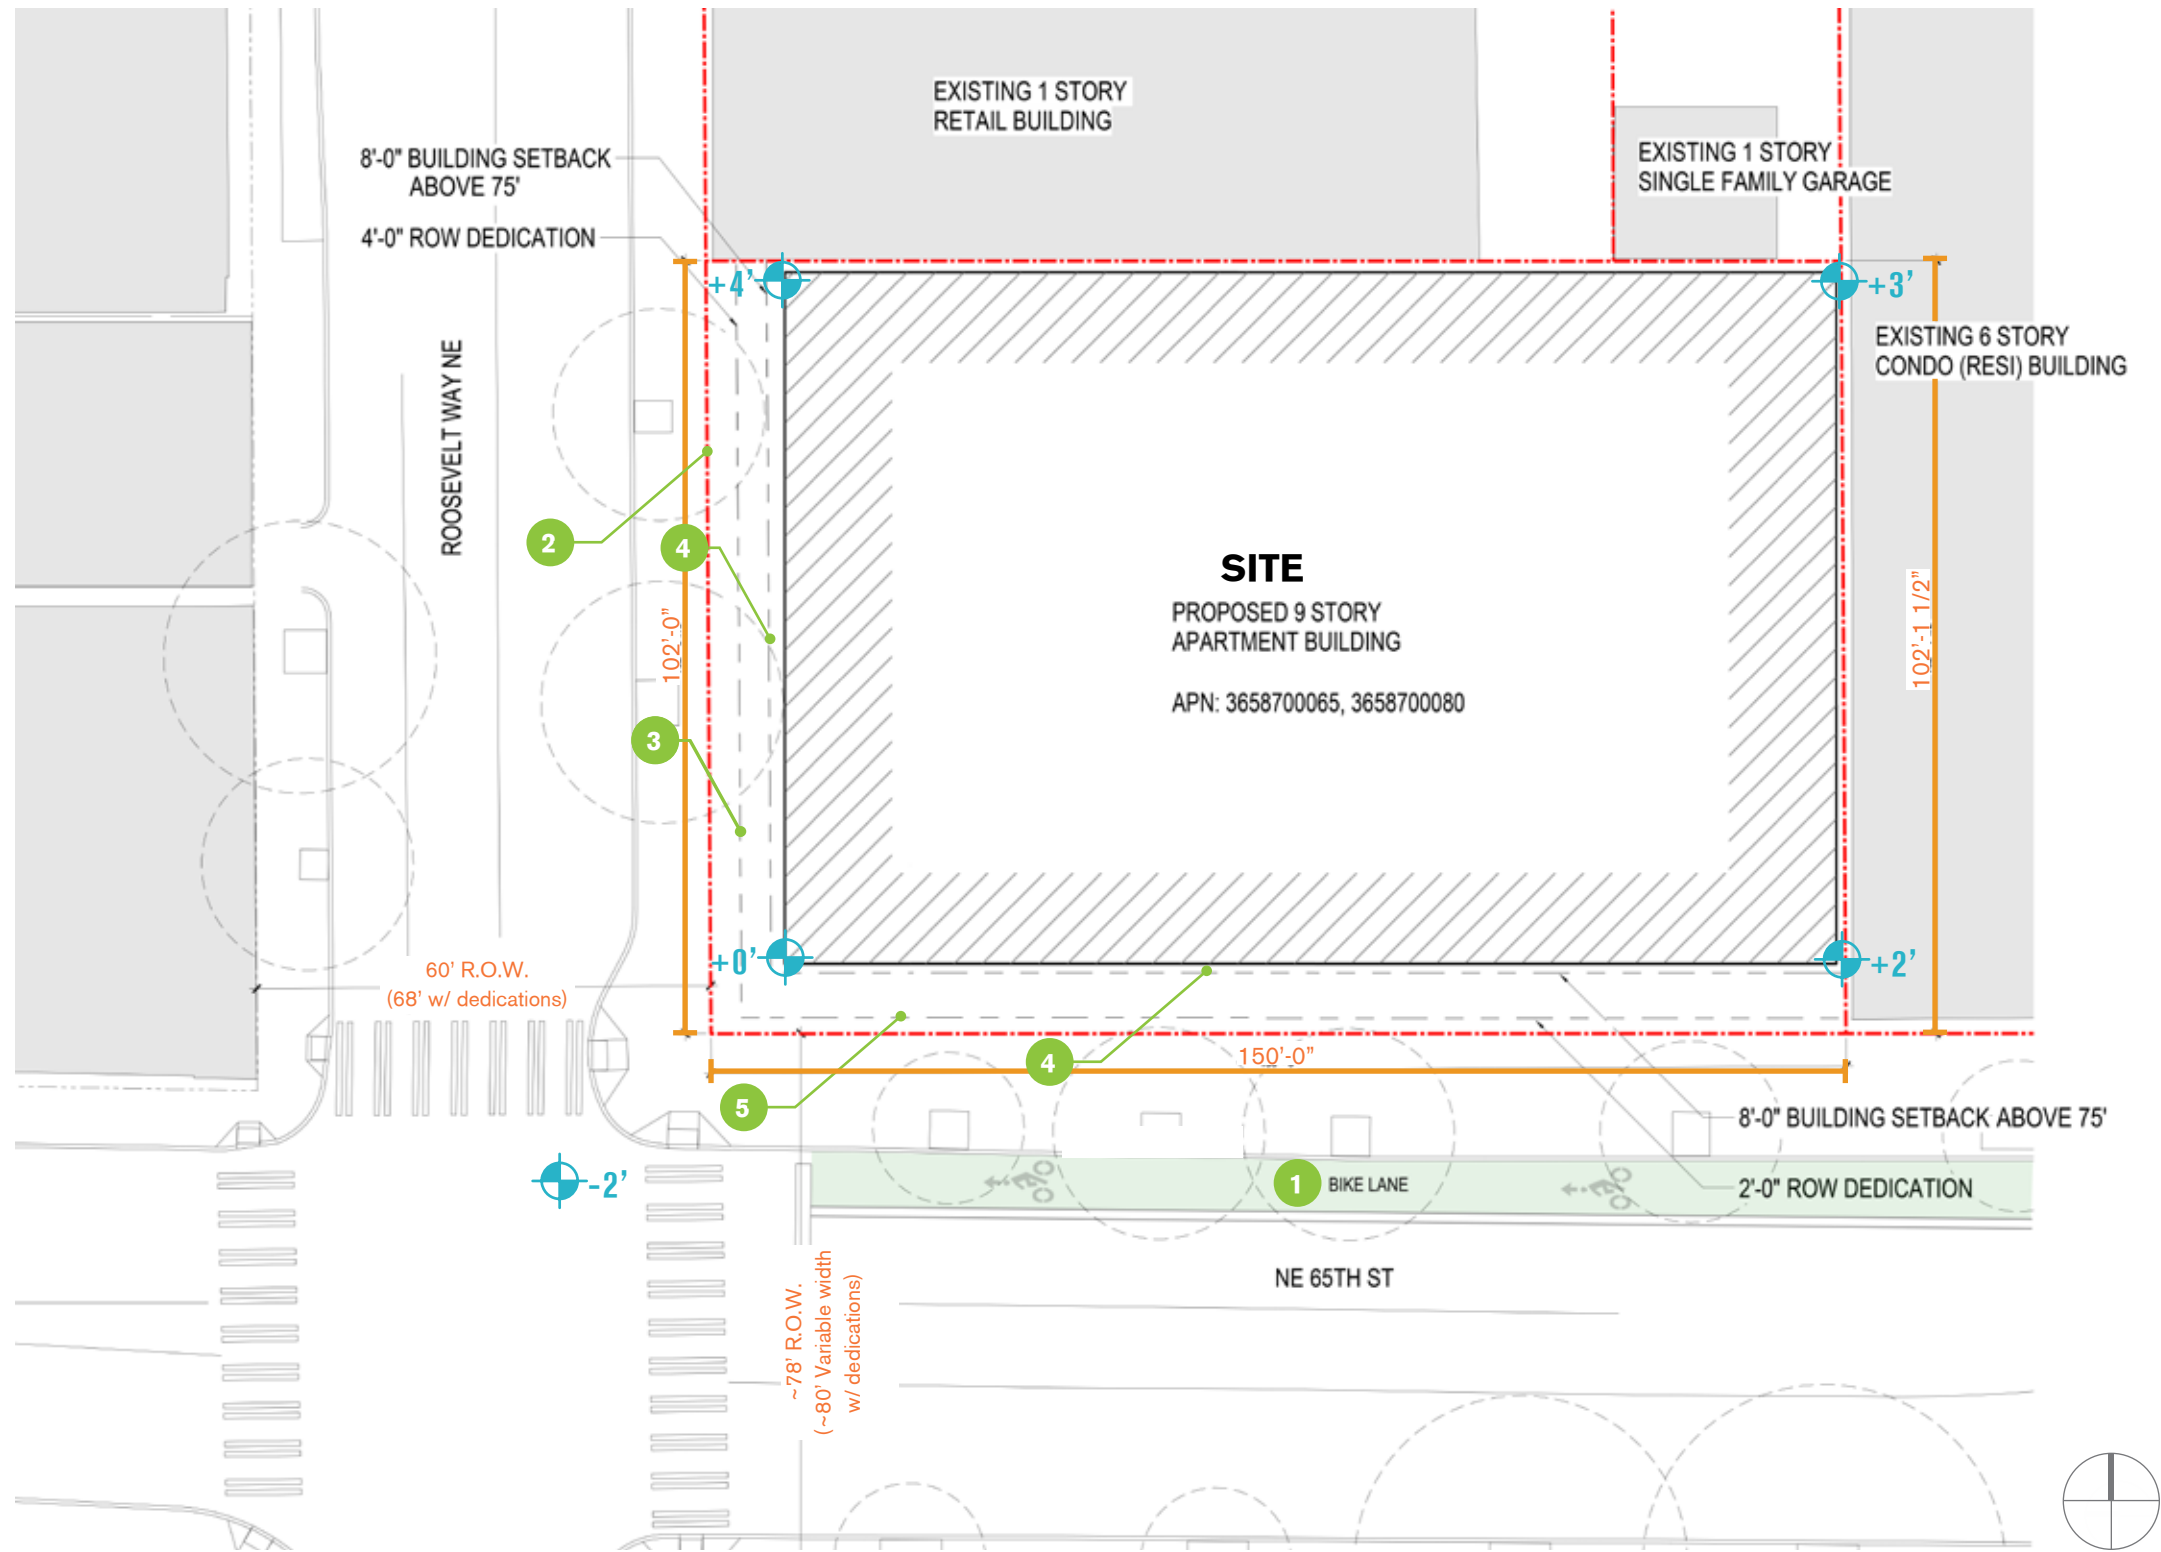 EXISTING 1 STORY
RETAIL BUILDING
EXISTING 1 STORY
SINGLE FAMILY GARAGE
8'-0" BUILDING SETBACK
ABOVE 75'
4'-0" ROW DEDICATION
+4'
+3'
EXISTING 6 STORY
CONDO (RESI) BUILDING
ROOSEVELT WAY NE
2
4
SITE
PROPOSED 9 STORY
APARTMENT BUILDING
APN: 3658700065, 3658700080
102'-0"
102'-1 1/2"
3
+0'
+2'
60' R.O.W.
(68' w/ dedications)
4
150'-0"
5
8'-0" BUILDING SETBACK ABOVE 75'
-2'
1
BIKE LANE
2'-0" ROW DEDICATION
NE 65TH ST
~78' R.O.W.
(~80' Variable width
w/ dedications)